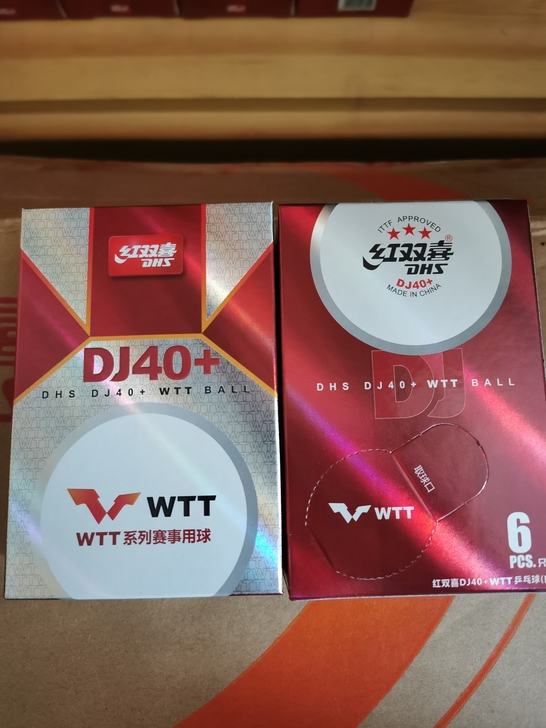 红双喜
DHS
DJ40+
DHS DJ40+ WTT BALL
WTT
WTT系列赛事用球
ITTF APPROVED
红双喜®
DHS
DJ40+
MADE IN CHINA
DJ
DHS DJ40+ WTT BALL
取球口
WTT
6
PCS.
红双喜DJ40+ WTT乒乓球